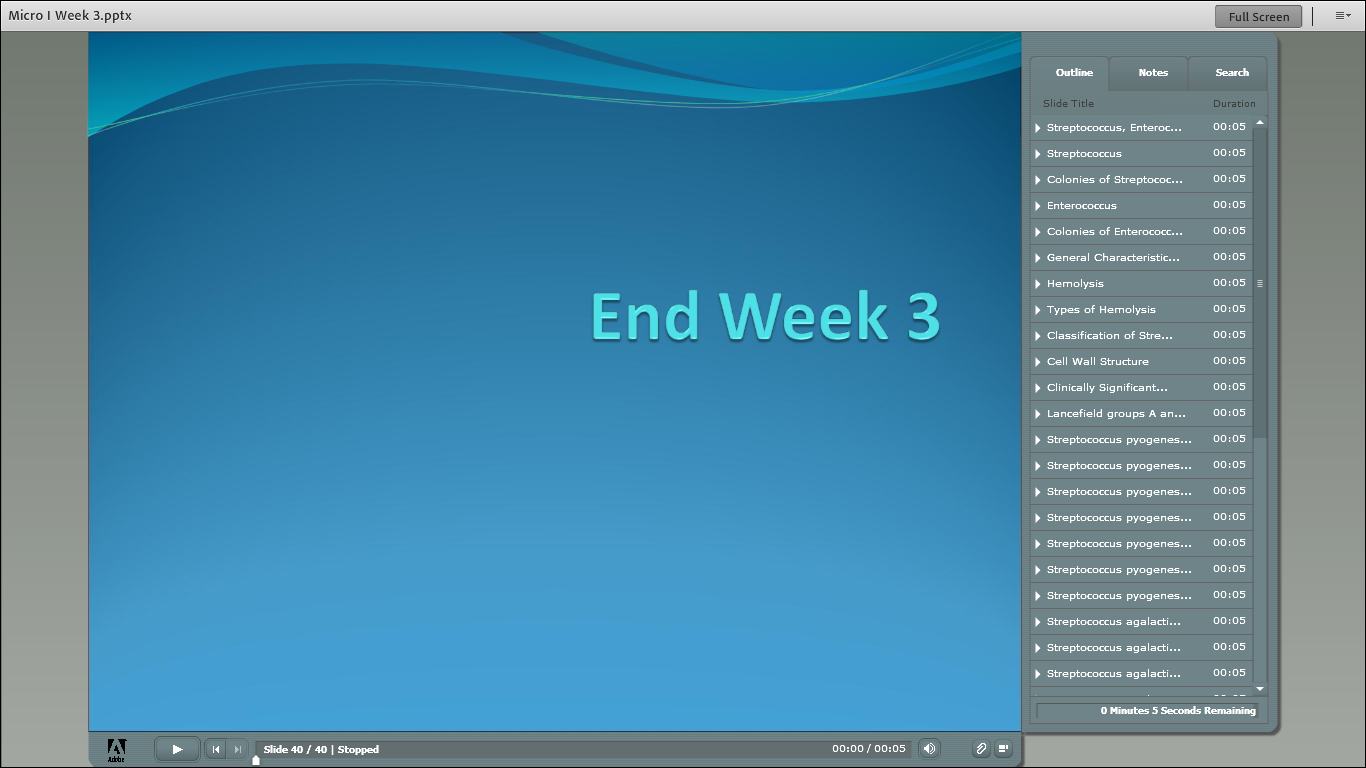 Micro I Week 3.pptx
Full Screen
End Week 3
Outline Notes Search
Slide Title Duration
Streptococcus, Enteroc... 00:05
Streptococcus 00:05
Colonies of Streptococ... 00:05
Enterococcus 00:05
Colonies of Enterococc... 00:05
General Characteristic... 00:05
Hemolysis 00:05
Types of Hemolysis 00:05
Classification of Stre... 00:05
Cell Wall Structure 00:05
Clinically Significant... 00:05
Lancefield groups A an... 00:05
Streptococcus pyogenes... 00:05
Streptococcus pyogenes... 00:05
Streptococcus pyogenes... 00:05
Streptococcus pyogenes... 00:05
Streptococcus pyogenes... 00:05
Streptococcus pyogenes... 00:05
Streptococcus pyogenes... 00:05
Streptococcus agalacti... 00:05
Streptococcus agalacti... 00:05
Streptococcus agalacti... 00:05
0 Minutes 5 Seconds Remaining
Adobe
Slide 40 / 40 | Stopped 00:00 / 00:05